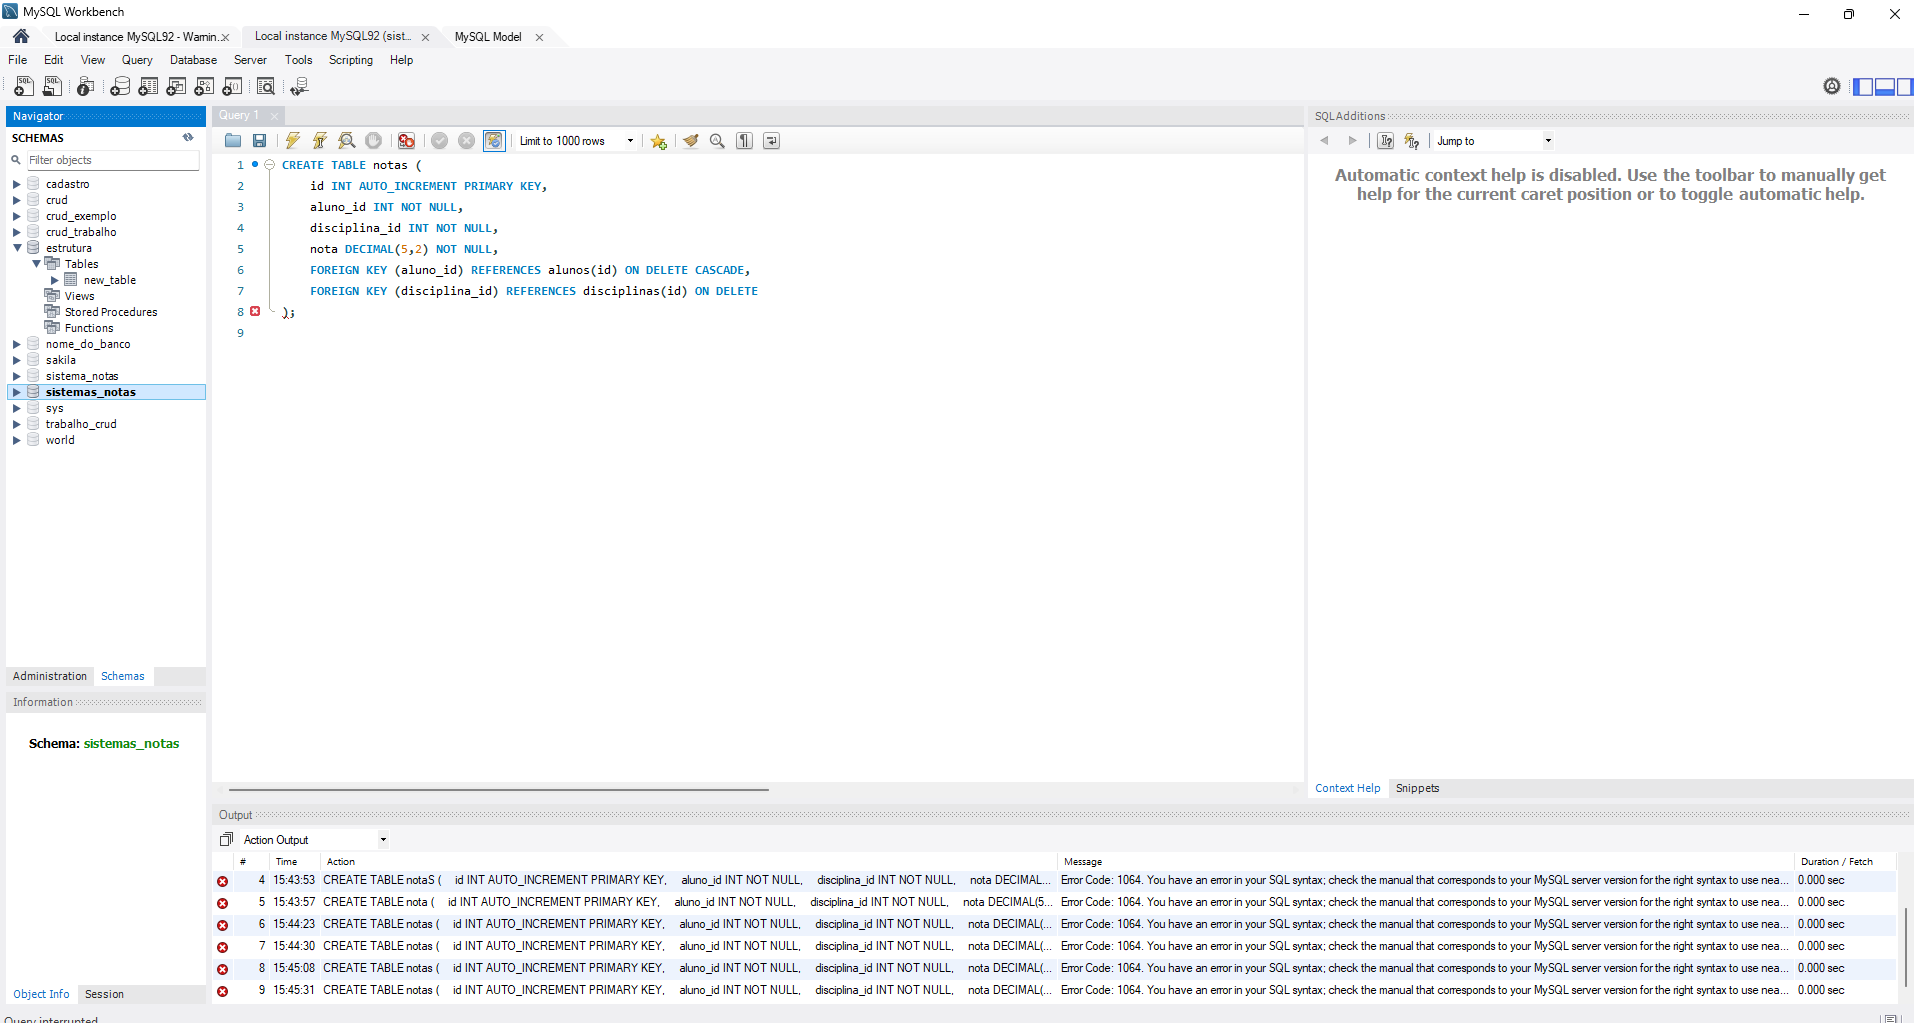 MySQL Workbench
Local instance MySQL92 - Warnin...
Local instance MySQL92 (sist...
MySQL Model
File Edit View Query Database Server Tools Scripting Help
Navigator
SCHEMAS
Filter objects
cadastro
crud
crud_exemplo
crud_trabalho
estrutura
Tables
new_table
Views
Stored Procedures
Functions
nome_do_banco
sakila
sistema_notas
sistemas_notas
sys
trabalho_crud
world
Administration Schemas
Information
Schema: sistemas_notas
Object Info Session
Query interrupted
Query 1
Limit to 1000 rows
1 CREATE TABLE notas (
2 id INT AUTO_INCREMENT PRIMARY KEY,
3 aluno_id INT NOT NULL,
4 disciplina_id INT NOT NULL,
5 nota DECIMAL(5,2) NOT NULL,
6 FOREIGN KEY (aluno_id) REFERENCES alunos(id) ON DELETE CASCADE,
7 FOREIGN KEY (disciplina_id) REFERENCES disciplinas(id) ON DELETE
8 );
9
SQLAdditions
Jump to
Automatic context help is disabled. Use the toolbar to manually get
help for the current caret position or to toggle automatic help.
Context Help Snippets
Output
Action Output
# Time Action Message Duration / Fetch
4 15:43:53 CREATE TABLE notaS ( id INT AUTO_INCREMENT PRIMARY KEY, aluno_id INT NOT NULL, disciplina_id INT NOT NULL, nota DECIMAL... Error Code: 1064. You have an error in your SQL syntax; check the manual that corresponds to your MySQL server version for the right syntax to use nea... 0.000 sec
5 15:43:57 CREATE TABLE nota ( id INT AUTO_INCREMENT PRIMARY KEY, aluno_id INT NOT NULL, disciplina_id INT NOT NULL, nota DECIMAL(5... Error Code: 1064. You have an error in your SQL syntax; check the manual that corresponds to your MySQL server version for the right syntax to use nea... 0.000 sec
6 15:44:23 CREATE TABLE notas ( id INT AUTO_INCREMENT PRIMARY KEY, aluno_id INT NOT NULL, disciplina_id INT NOT NULL, nota DECIMAL(... Error Code: 1064. You have an error in your SQL syntax; check the manual that corresponds to your MySQL server version for the right syntax to use nea... 0.000 sec
7 15:44:30 CREATE TABLE notas ( id INT AUTO_INCREMENT PRIMARY KEY, aluno_id INT NOT NULL, disciplina_id INT NOT NULL, nota DECIMAL(... Error Code: 1064. You have an error in your SQL syntax; check the manual that corresponds to your MySQL server version for the right syntax to use nea... 0.000 sec
8 15:45:08 CREATE TABLE notas ( id INT AUTO_INCREMENT PRIMARY KEY, aluno_id INT NOT NULL, disciplina_id INT NOT NULL, nota DECIMAL(... Error Code: 1064. You have an error in your SQL syntax; check the manual that corresponds to your MySQL server version for the right syntax to use nea... 0.000 sec
9 15:45:31 CREATE TABLE notas ( id INT AUTO_INCREMENT PRIMARY KEY, aluno_id INT NOT NULL, disciplina_id INT NOT NULL, nota DECIMAL(... Error Code: 1064. You have an error in your SQL syntax; check the manual that corresponds to your MySQL server version for the right syntax to use nea... 0.000 sec